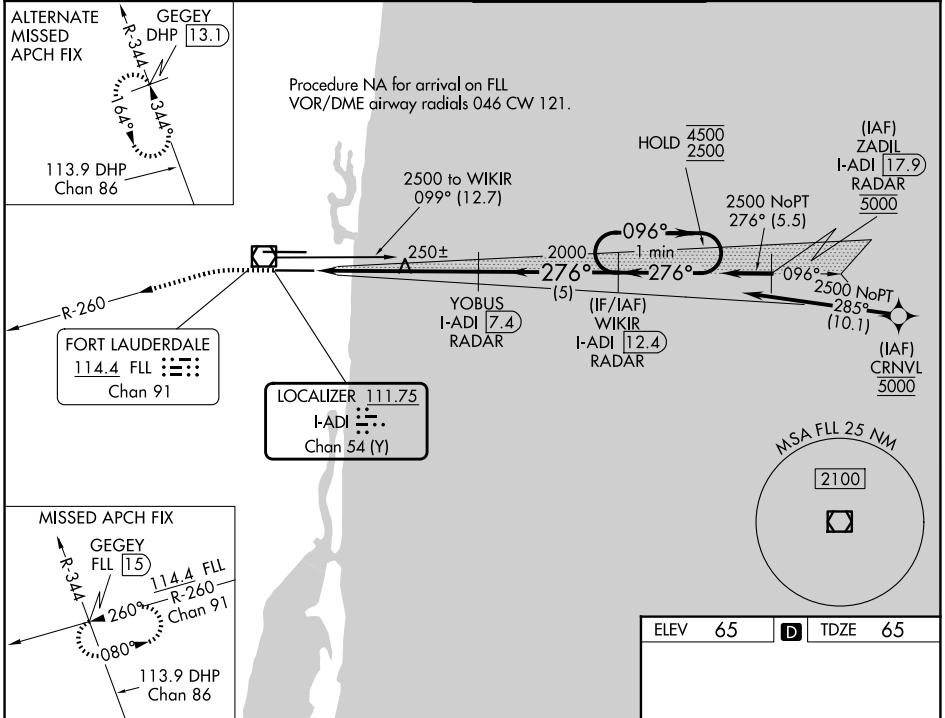 ALTERNATE
MISSED
APCH FIX
GEGEY
DHP 13.1
R-344
344°
164°
113.9 DHP
Chan 86
Procedure NA for arrival on FLL
VOR/DME airway radials 046 CW 121.
HOLD 4500
2500
(IAF)
ZADIL
I-ADI 17.9
RADAR
5000
2500 to WIKIR
099° (12.7)
2500 NoPT
276° (5.5)
096°
1 min
250±
2000
276°
276°
(5)
096°
2500 NoPT
285°
(10.1)
R-260
YOBUS
I-ADI 7.4
RADAR
(IF/IAF)
WIKIR
I-ADI 12.4
RADAR
(IAF)
CRNVL
5000
FORT LAUDERDALE
114.4 FLL
Chan 91
LOCALIZER 111.75
I-ADI
Chan 54 (Y)
MSA FLL 25 NM
2100
MISSED APCH FIX
GEGEY
FLL 15
R-344
114.4 FLL
R-260
Chan 91
260°
080°
113.9 DHP
Chan 86
ELEV 65 D TDZE 65